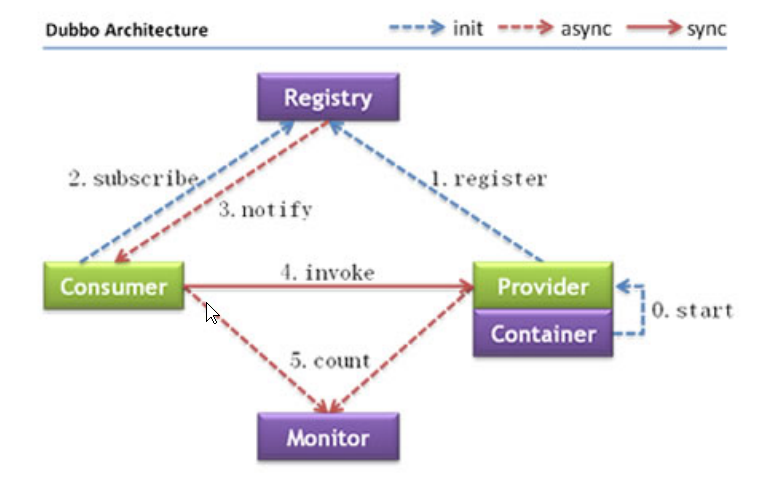 Dubbo Architecture
init
async
sync
Registry
2. subscribe
1. register
3. notify
Consumer
4. invoke
Provider
0. start
Container
5. count
Monitor